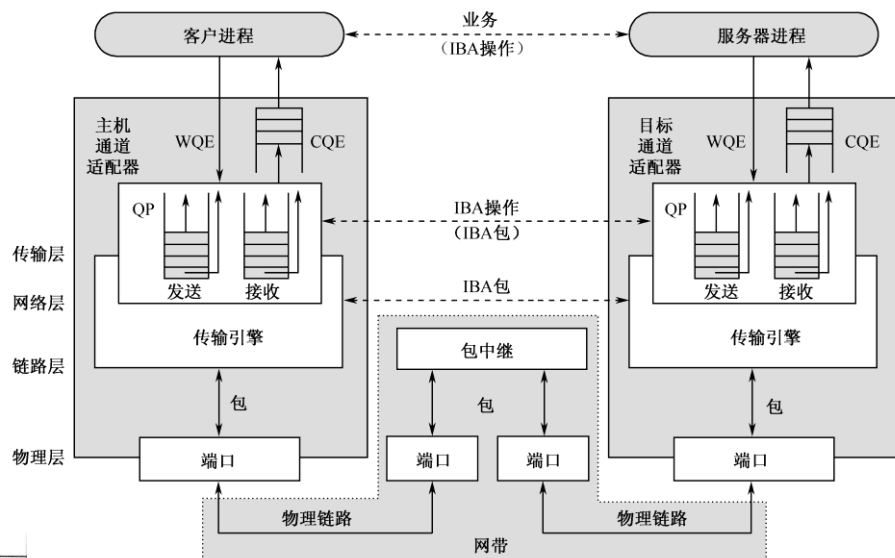 客户进程
业务
（IBA操作）
服务器进程
主机
通道
适配器
WQE
CQE
目标
通道
适配器
WQE
CQE
QP
发送
接收
IBA操作
（IBA包）
QP
发送
接收
传输层
网络层
链路层
物理层
IBA包
传输引擎
包中继
传输引擎
包
包
包
端口
端口
端口
端口
物理链路
物理链路
网带